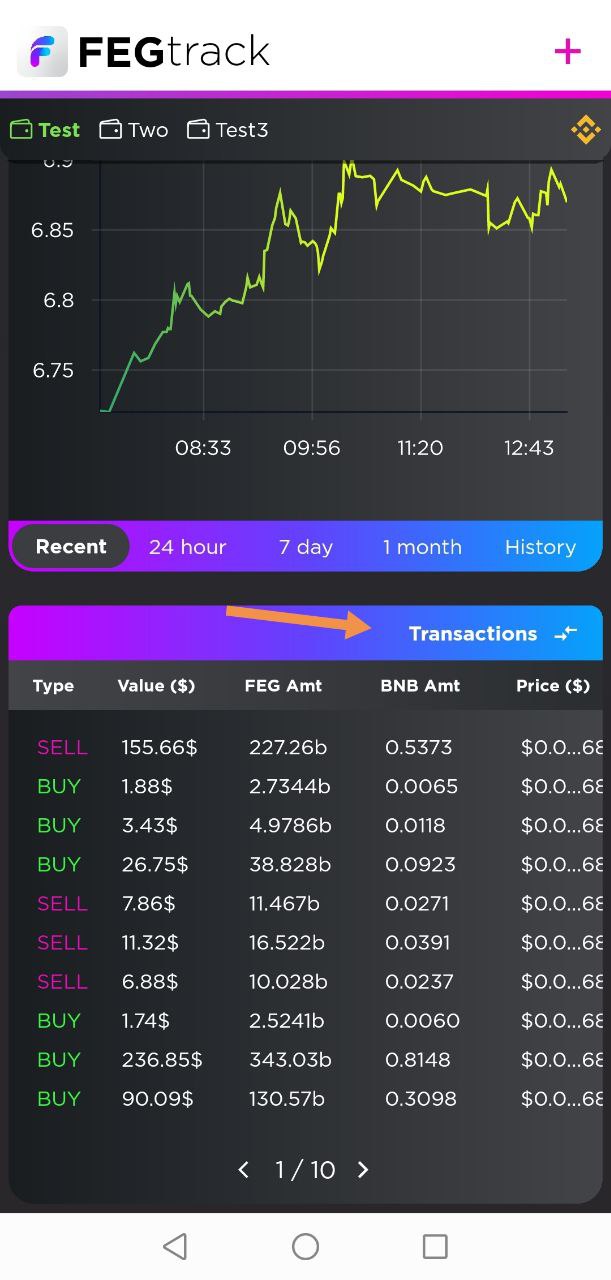 FEGtrack +
Test Two Test3
6.9
6.85
6.8
6.75
08:33 09:56 11:20 12:43
Recent 24 hour 7 day 1 month History
Transactions
Type Value ($) FEG Amt BNB Amt Price ($)
SELL 155.66$ 227.26b 0.5373 $0.0...68
BUY 1.88$ 2.7344b 0.0065 $0.0...68
BUY 3.43$ 4.9786b 0.0118 $0.0...68
BUY 26.75$ 38.828b 0.0923 $0.0...68
SELL 7.86$ 11.467b 0.0271 $0.0...68
SELL 11.32$ 16.522b 0.0391 $0.0...68
SELL 6.88$ 10.028b 0.0237 $0.0...68
BUY 1.74$ 2.5241b 0.0060 $0.0...68
BUY 236.85$ 343.03b 0.8148 $0.0...68
BUY 90.09$ 130.57b 0.3098 $0.0...68
< 1 / 10 >